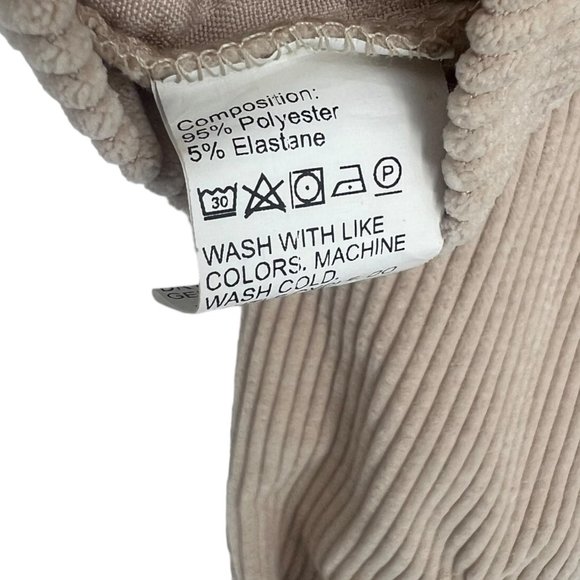 Composition:
95% Polyester
5% Elastane
30 P
WASH WITH LIKE
COLORS. MACHINE
WASH COLD.